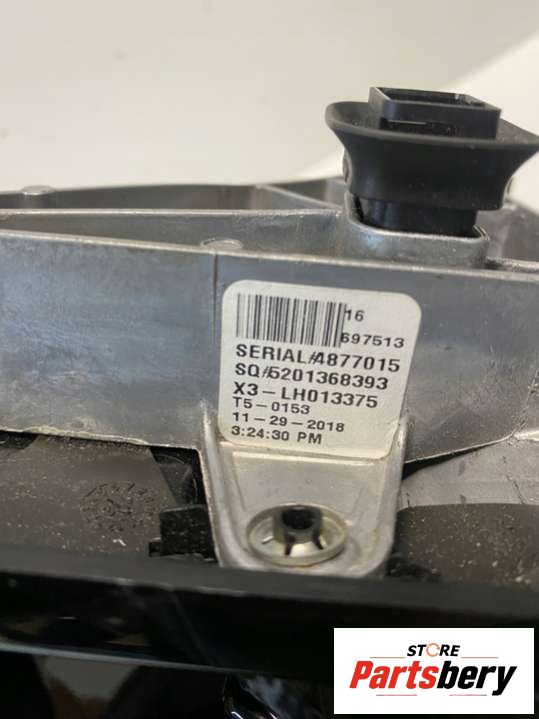 16
697513
SERIAL#4877015
SQ#5201368393
X3-LH013375
T5-0153
11-29-2018
3:24:30 PM
STORE
Partsbery